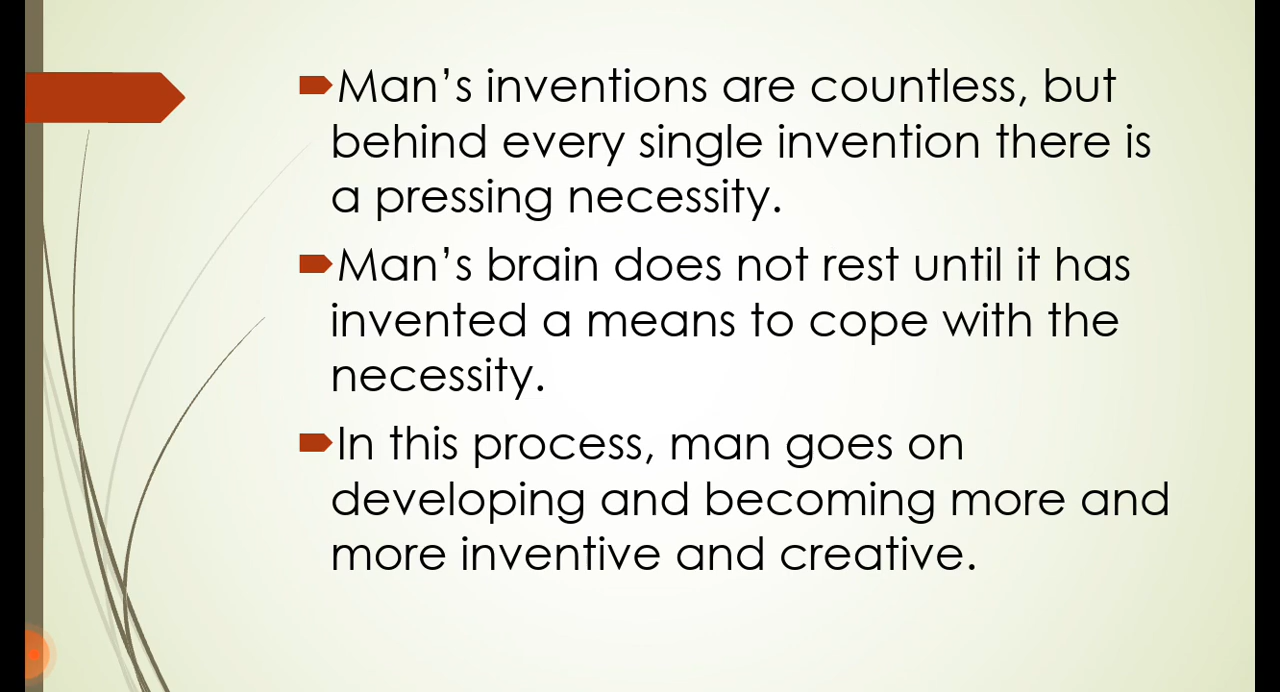 Man’s inventions are countless, but
behind every single invention there is
a pressing necessity.
Man’s brain does not rest until it has
invented a means to cope with the
necessity.
In this process, man goes on
developing and becoming more and
more inventive and creative.